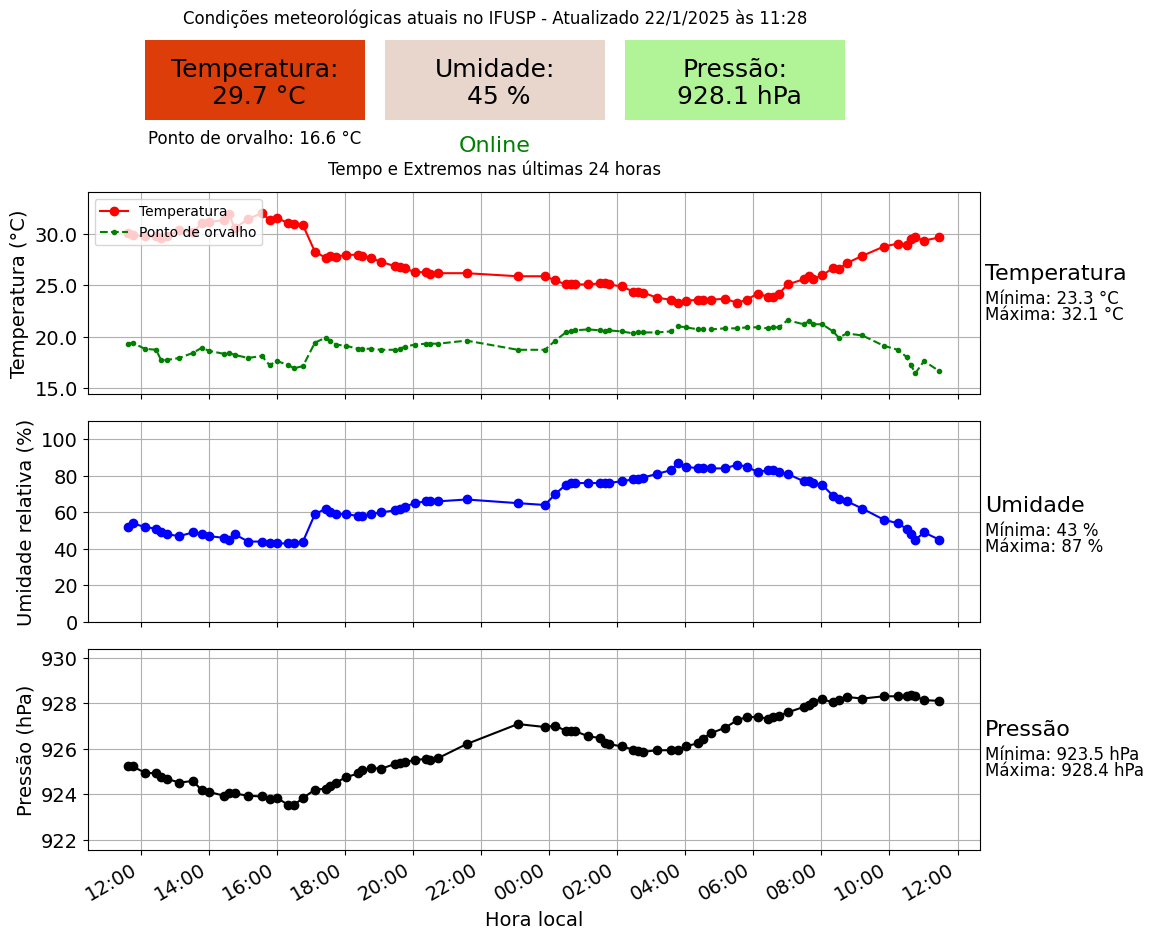 Condições meteorológicas atuais no IFUSP - Atualizado 22/1/2025 às 11:28
Temperatura:
29.7 °C
Umidade:
45 %
Pressão:
928.1 hPa
Ponto de orvalho: 16.6 °C
Online
Tempo e Extremos nas últimas 24 horas
Temperatura (°C)
30.0
25.0
20.0
15.0
Temperatura
Ponto de orvalho
Temperatura
Mínima: 23.3 °C
Máxima: 32.1 °C
Umidade relativa (%)
100
80
60
40
20
0
Umidade
Mínima: 43 %
Máxima: 87 %
Pressão (hPa)
930
928
926
924
922
Pressão
Mínima: 923.5 hPa
Máxima: 928.4 hPa
12:00 14:00 16:00 18:00 20:00 22:00 00:00 02:00 04:00 06:00 08:00 10:00 12:00
Hora local